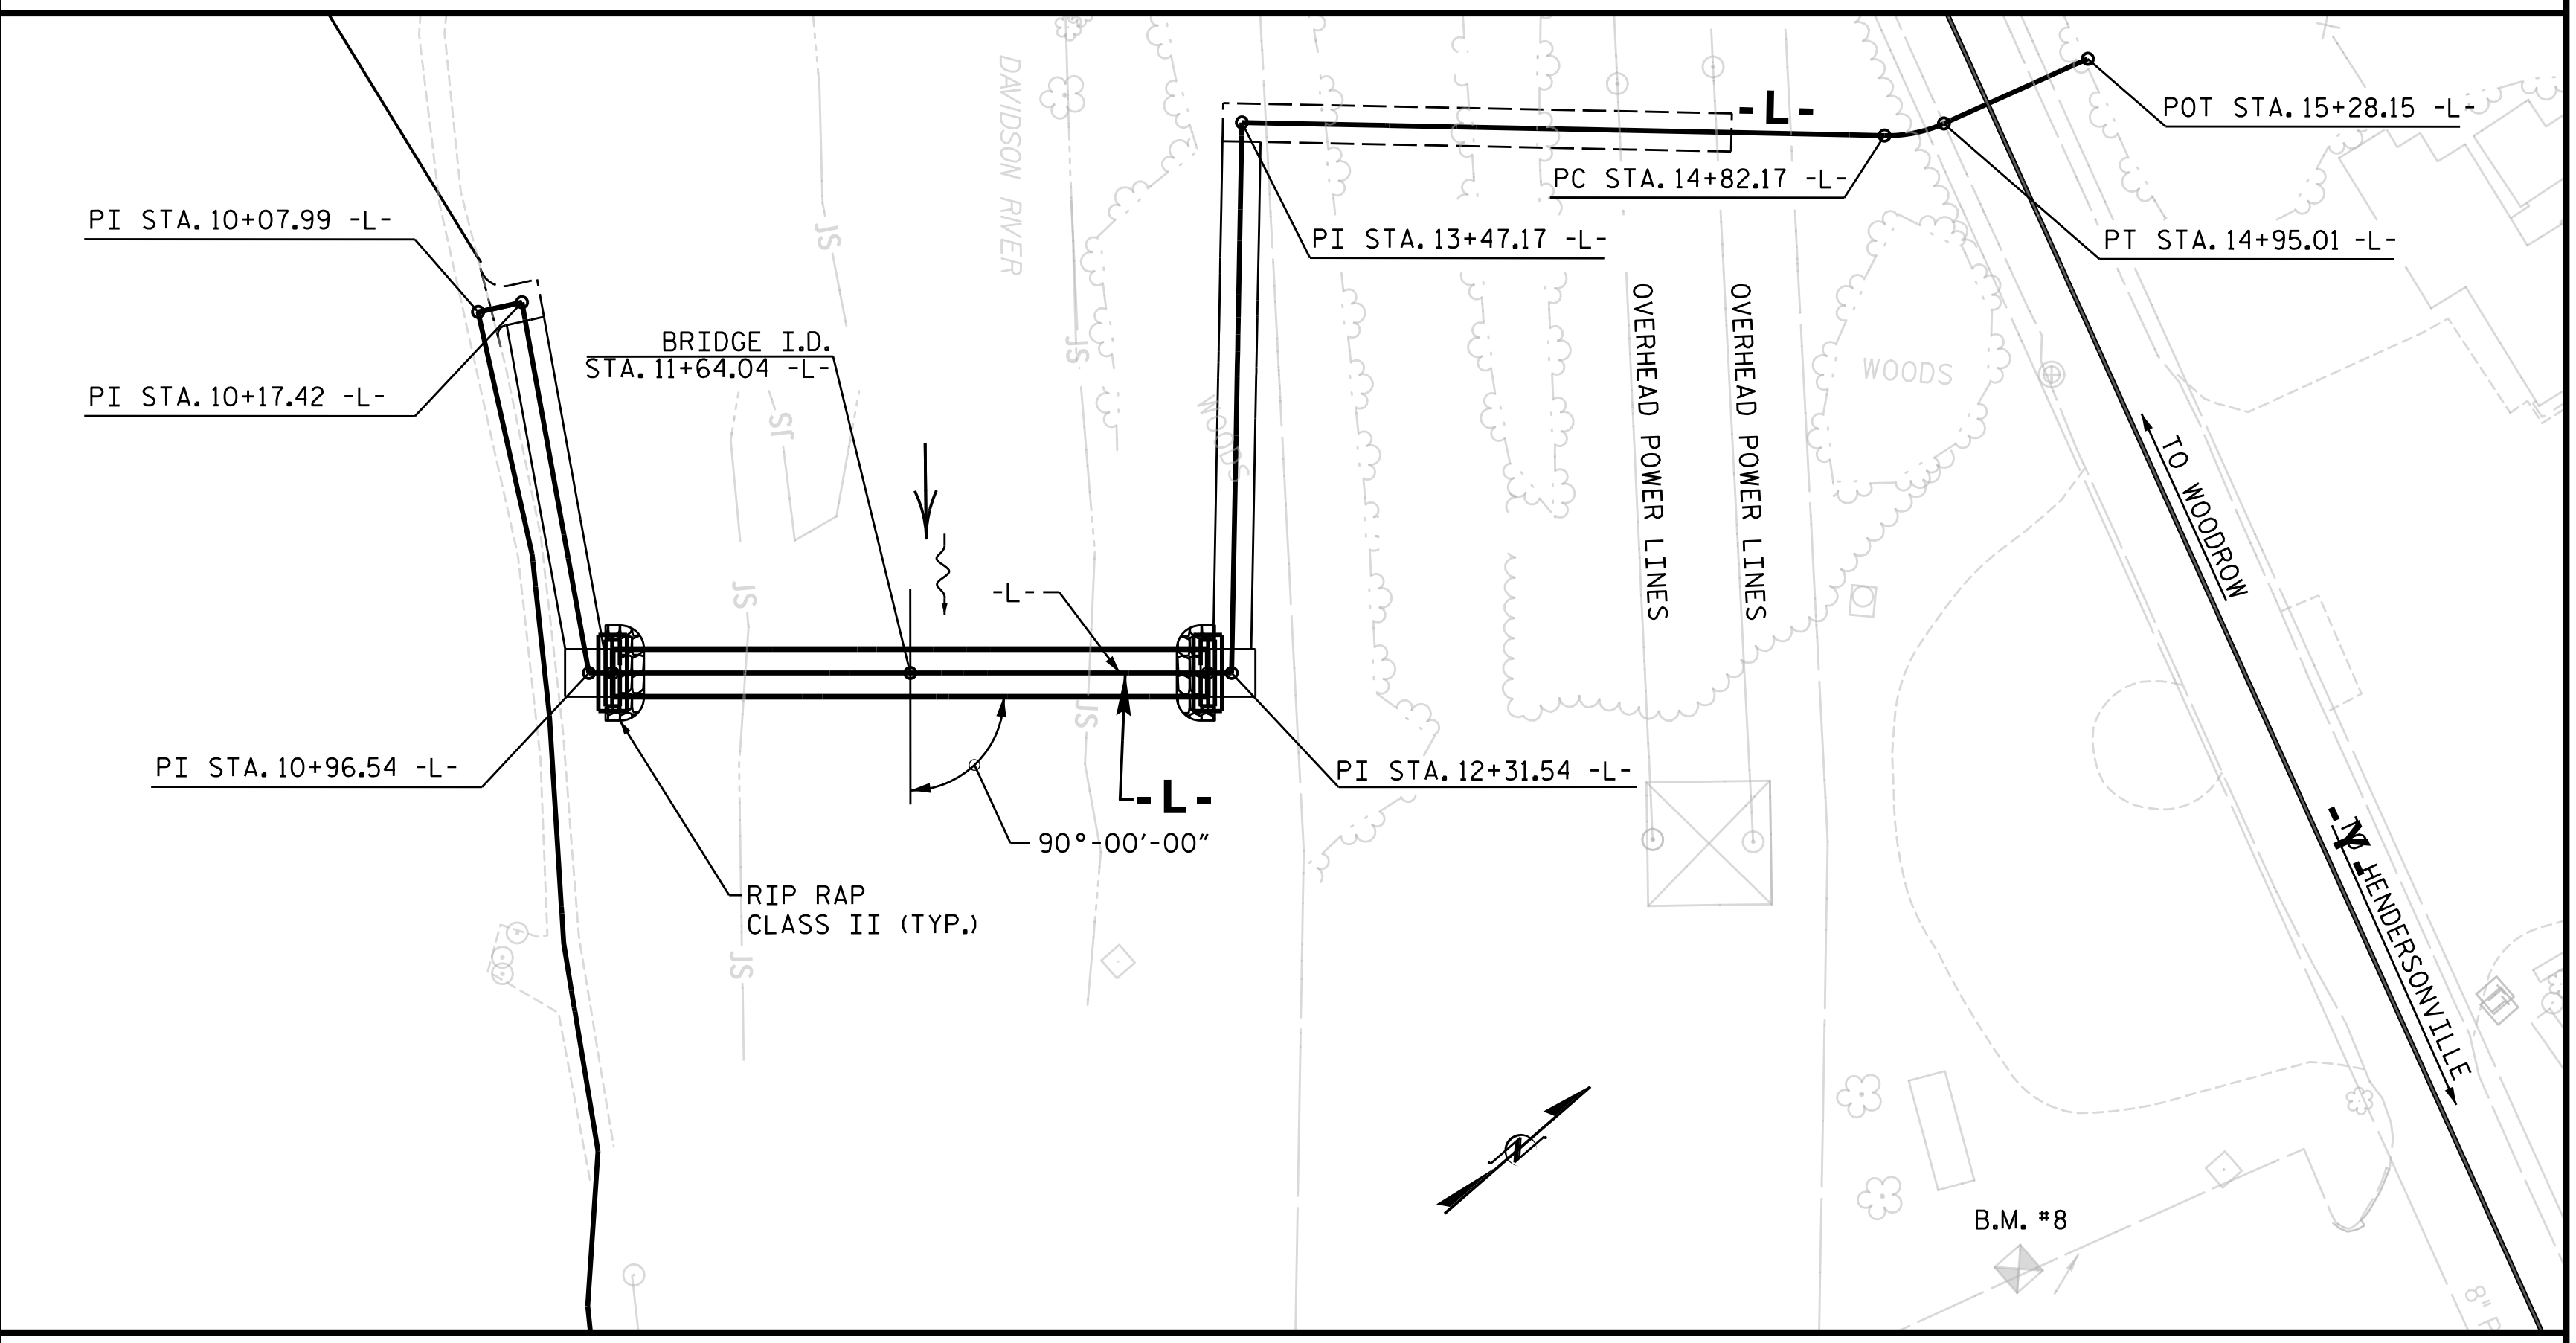 -L-
POT STA. 15+28.15 -L-
PC STA. 14+82.17 -L-
PI STA. 10+07.99 -L-
PI STA. 13+47.17 -L-
PT STA. 14+95.01 -L-
DAVIDSON RIVER
JS
JS
BRIDGE I.D.
STA. 11+64.04 -L-
PI STA. 10+17.42 -L-
JS
WOODS
WOODS
OVERHEAD POWER LINES
OVERHEAD POWER LINES
TO WOODROW
JS
-L-
JS
PI STA. 10+96.54 -L-
PI STA. 12+31.54 -L-
-L-
90°-00'-00"
RIP RAP
CLASS II (TYP.)
JS
-Y-
TO HENDERSONVILLE
N
B.M. #8
8"